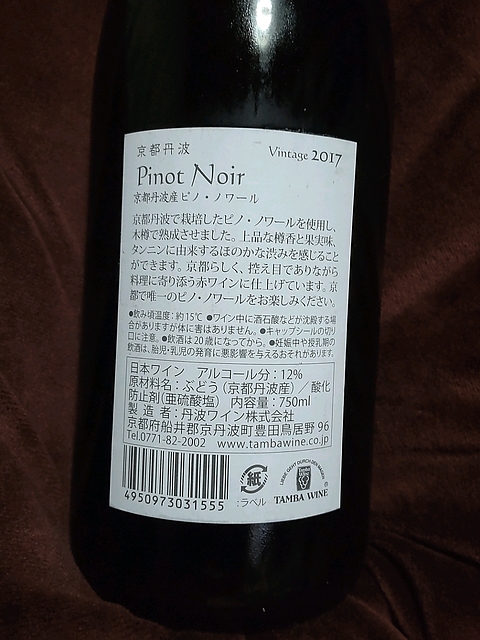 京都丹波
Vintage 2017
Pinot Noir
京都丹波産ピノ・ノワール
京都丹波で栽培したピノ・ノワールを使用し、
木樽で熟成させました。上品な樽香と果実味、
タンニンに由来するほのかな渋みを感じること
ができます。京都らしく、控え目でありながら
料理に寄り添う赤ワインに仕上げています。京
都で唯一のピノ・ノワールをお楽しみください。
●飲み頃温度:約15℃ ●ワイン中に酒石酸などが沈殿する場
合がありますが体に害はありません。●キャップシールの切り
口に注意。●飲酒は20歳になってから。●妊娠中や授乳期の
飲酒は、胎児・乳児の発育に悪影響を与えるおそれがあります。
日本ワイン アルコール分:12%
原材料名:ぶどう(京都丹波産)/酸化
防止剤(亜硫酸塩) 内容量:750ml
製造者:丹波ワイン株式会社
京都府船井郡京丹波町豊田鳥居野96
Tel.0771-82-2002 www.tambawine.co.jp
4950973031555
紙
:ラベル
LIEBE GEHT DURCH DEN MAGEN
TAMBA WINE